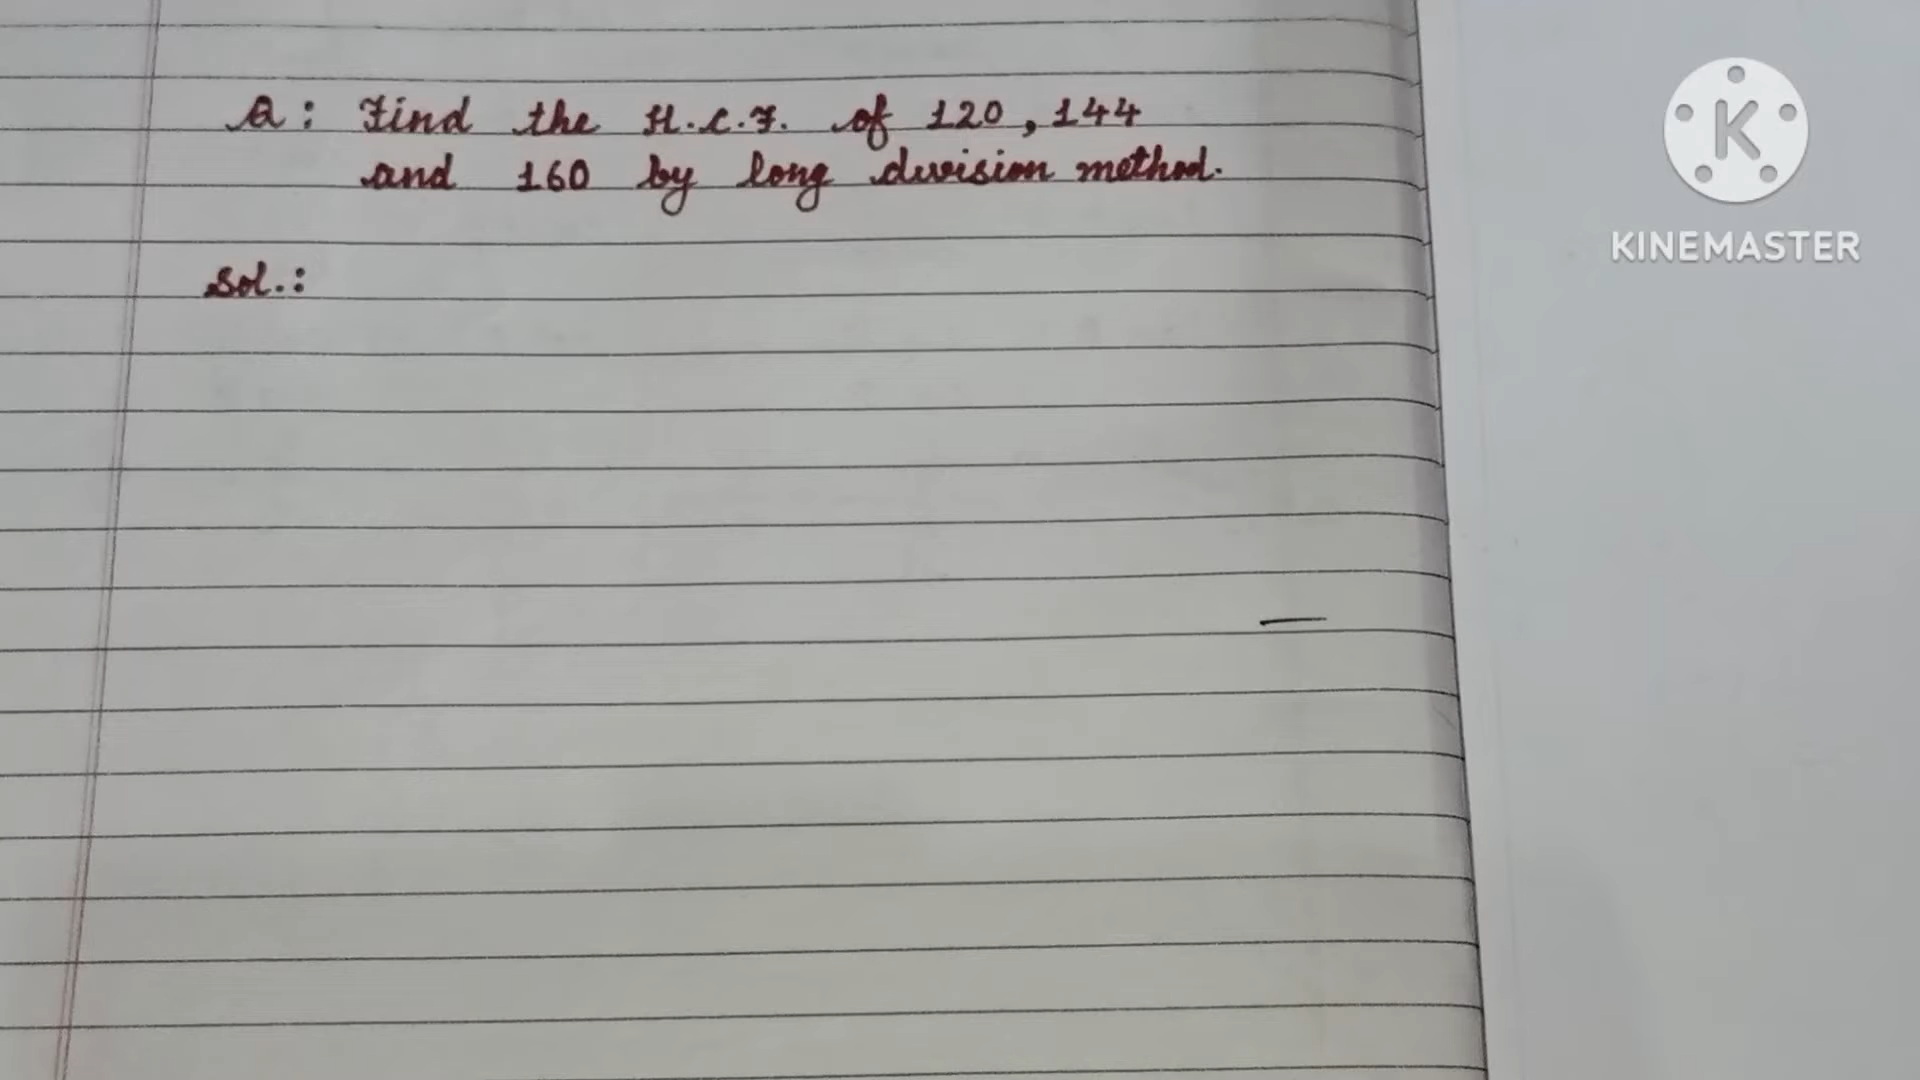 Q: Find the H.C.F. of 120, 144
and 160 by long division method.
Sol.:
KINEMASTER